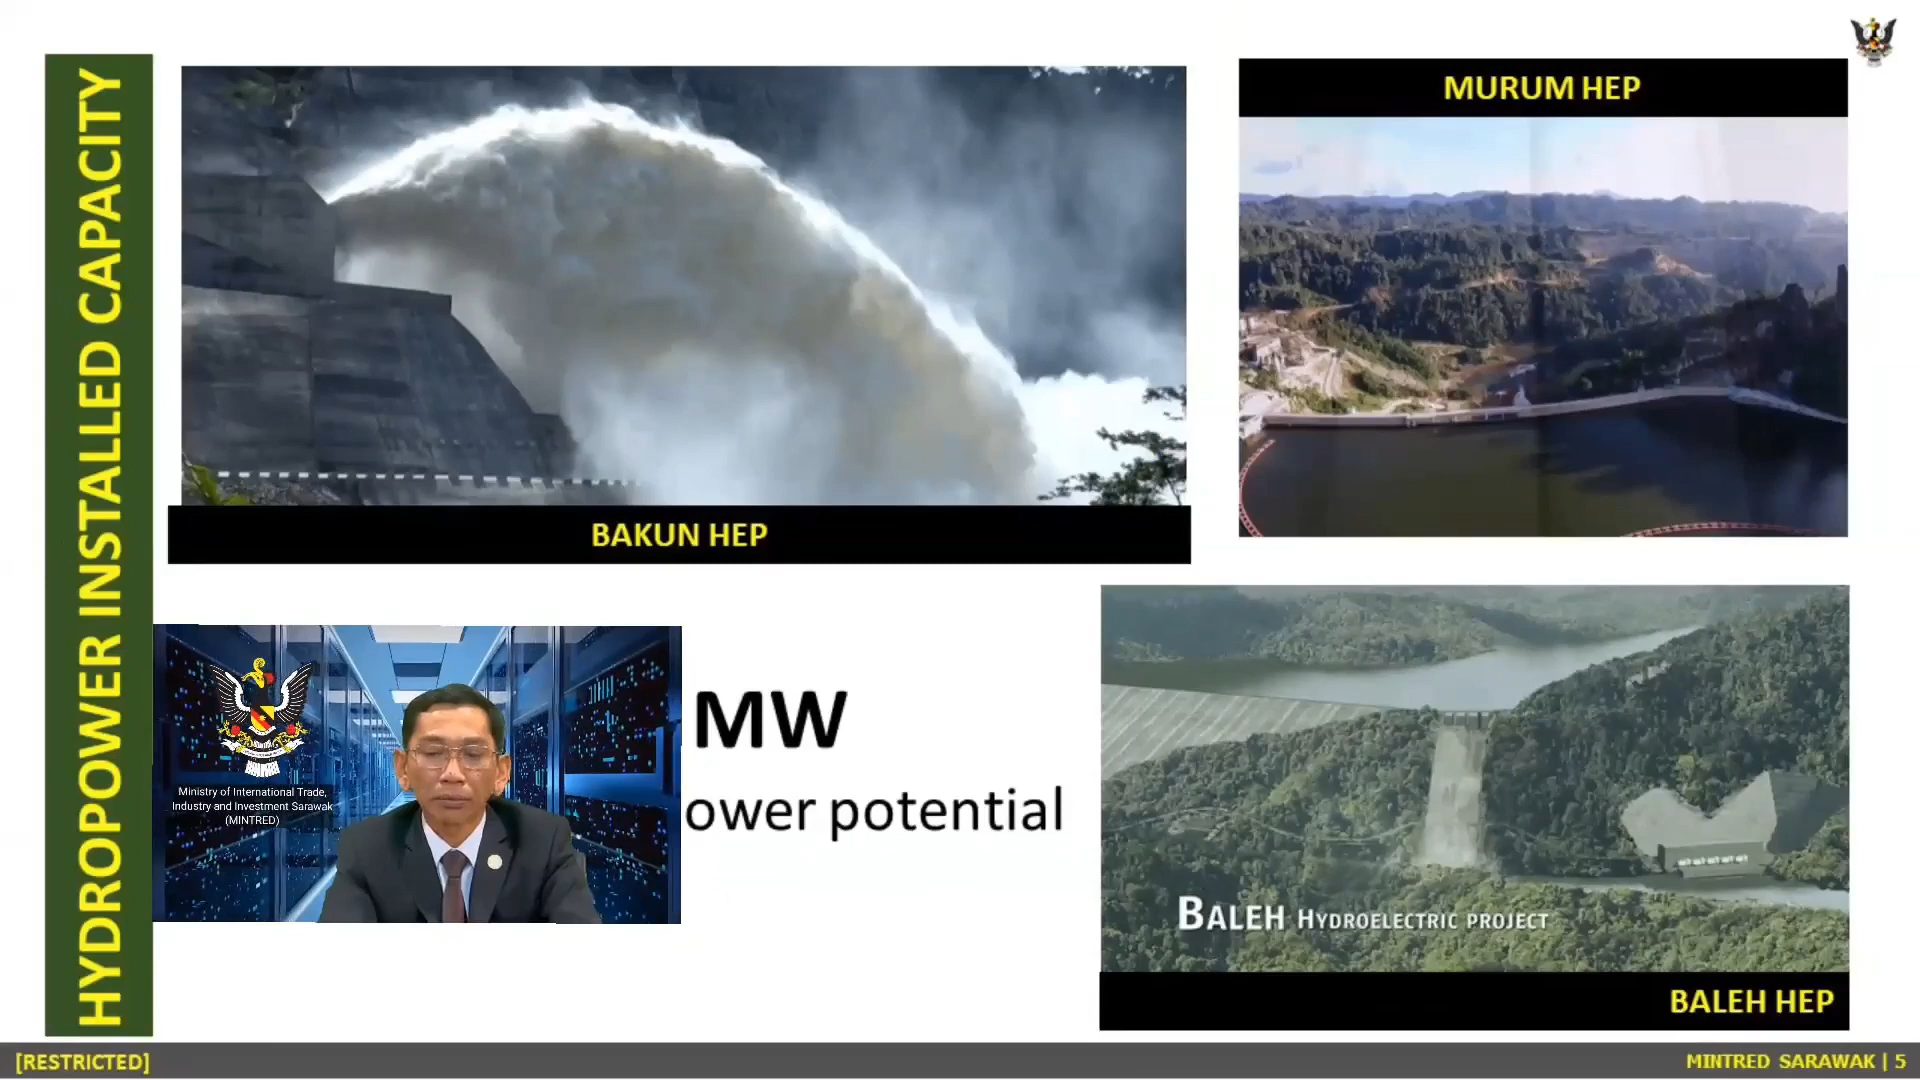 HYDROPOWER INSTALLED CAPACITY
BAKUN HEP
MURUM HEP
Ministry of International Trade,
Industry and Investment Sarawak
(MINTRED)
MW
ower potential
BALEH HYDROELECTRIC PROJECT
BALEH HEP
[RESTRICTED]
MINTRED SARAWAK | 5